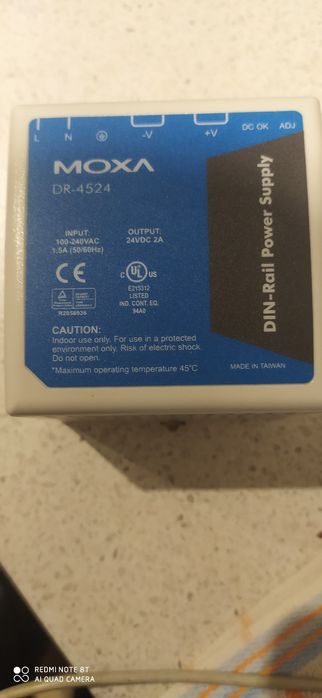 L N -V +V DC OK ADJ
MOXA
DR-4524
INPUT:
100-240VAC
1.5A (50/60Hz)
OUTPUT:
24VDC 2A
CE
C UL US
E215312
LISTED
IND. CONT. EQ.
94A0
R2056936
CAUTION:
Indoor use only. For use in a protected
environment only. Risk of electric shock.
Do not open.
*Maximum operating temperature 45°C
DIN-Rail Power Supply
MADE IN TAIWAN
REDMI NOTE 8T
AI QUAD CAMERA